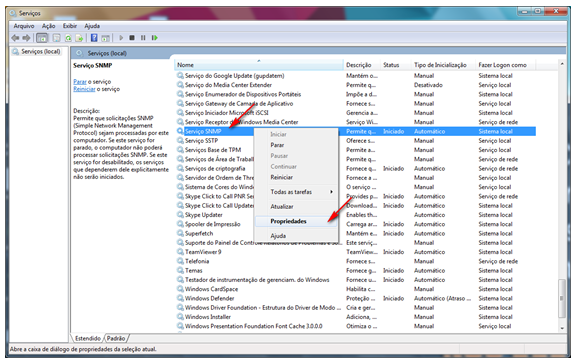 Serviços
Arquivo Ação Exibir Ajuda
Serviços (local)
Serviços (local)
Serviço SNMP
Parar o serviço
Reiniciar o serviço
Descrição:
Permite que solicitações SNMP
(Simple Network Management
Protocol) sejam processadas por este
computador. Se este serviço for
parado, o computador não poderá
processar solicitações SNMP. Se este
serviço for desabilitado, os serviços
que dependerem dele explicitamente
não serão iniciados.
Nome Descrição Status Tipo de Inicialização Fazer Logon como
Serviço do Google Update (gupdatem) Mantém o... Manual Sistema local
Serviço do Media Center Extender Permite q... Desativado Serviço local
Serviço Enumerador de Dispositivos Portáteis Impõe a d... Manual Sistema local
Serviço Gateway de Camada de Aplicativo Fornece s... Manual Serviço local
Serviço Iniciador Microsoft iSCSI Gerencia a... Manual Sistema local
Serviço Receptor do Windows Media Center Serviço Wi... Manual Serviço de rede
Serviço SNMP Permite q... Iniciado Automático Sistema local
Serviço SSTP Oferece s... Manual Serviço local
Serviços Base de TPM Permite o... Manual Serviço local
Serviços de Área de Trabal Permite q... Manual Serviço de rede
Serviços de criptografia Fornece q... Iniciado Automático Serviço de rede
Servidor de Ordem de Thre Fornece a... Manual Serviço local
Sistema de Cores do Windo O serviço ... Manual Serviço local
Skype Click to Call PNR Ser Provides p... Iniciado Automático Serviço de rede
Skype Click to Call Updater Download... Iniciado Automático Sistema local
Skype Updater Enables th... Automático Sistema local
Spooler de Impressão Carrega ar... Iniciado Automático Sistema local
Superfetch Mantém e... Iniciado Automático Sistema local
Suporte do Painel de Controle Relatórios de Problemas e So... Este serviç... Manual Sistema local
TeamViewer 9 TeamView... Iniciado Automático Sistema local
Telefonia Fornece s... Manual Serviço de rede
Temas Fornece g... Iniciado Automático Sistema local
Testador de instrumentação de gerenciam. do Windows Fornece u... Iniciado Automático Sistema local
Windows CardSpace Habilita c... Manual Sistema local
Windows Defender Proteção ... Iniciado Automático (Atraso ... Sistema local
Windows Driver Foundation - Estrutura do Driver de Modo ... Cria e ger... Manual Sistema local
Windows Installer Adiciona, ... Manual Sistema local
Windows Presentation Foundation Font Cache 3.0.0.0 Otimiza o ... Manual Serviço local
Iniciar
Parar
Pausar
Continuar
Reiniciar
Todas as tarefas
Atualizar
Propriedades
Ajuda
Estendido Padrão
Abre a caixa de diálogo de propriedades da seleção atual.